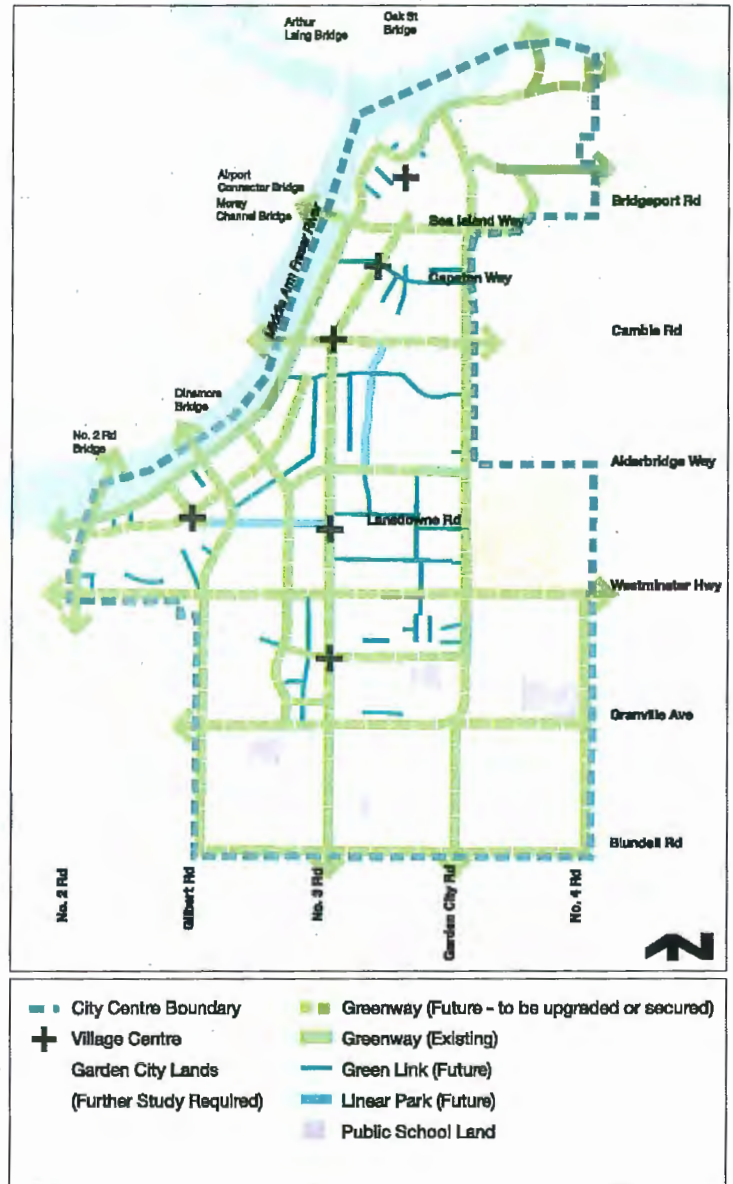 Arthur
Laing Bridge
Oak St
Bridge
Airport
Connector Bridge
Moray
Channel Bridge
Middle Arm Fraser River
Bridgeport Rd
Sea Island Way
Capstan Way
Cambie Rd
Dinsmore
Bridge
No. 2 Rd
Bridge
Alderbridge Way
Lansdowne Rd
Westminster Hwy
Granville Ave
Blundell Rd
No. 2 Rd
Gilbert Rd
No. 3 Rd
Garden City Rd
No. 4 Rd
Z
City Centre Boundary
Village Centre
Garden City Lands
(Further Study Required)
Greenway (Future - to be upgraded or secured)
Greenway (Existing)
Green Link (Future)
Linear Park (Future)
Public School Land